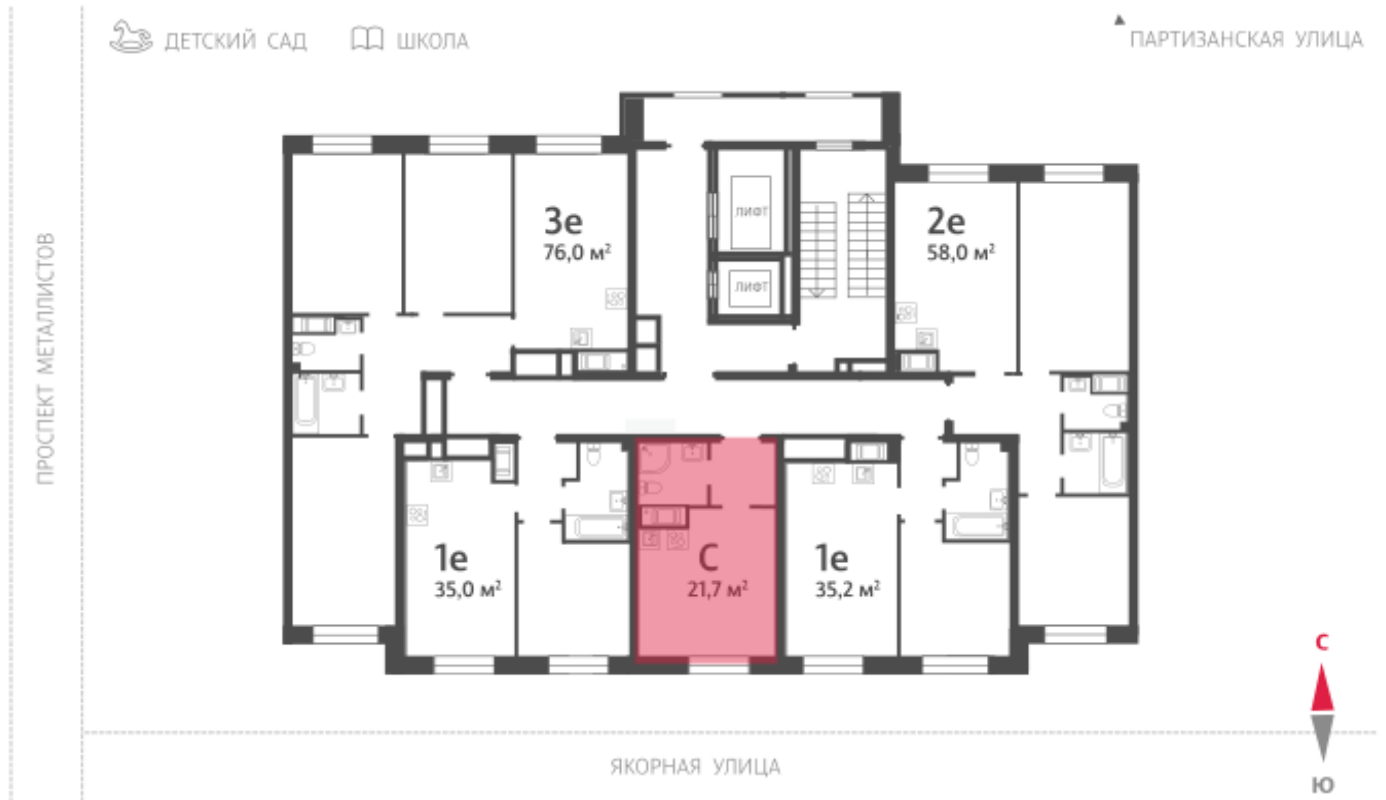 ДЕТСКИЙ САД
ШКОЛА
ПАРТИЗАНСКАЯ УЛИЦА
ПРОСПЕКТ МЕТАЛЛИСТОВ
3е
76,0 м²
ЛИФТ
ЛИФТ
2е
58,0 м²
1е
35,0 м²
С
21,7 м²
1е
35,2 м²
С
Ю
ЯКОРНАЯ УЛИЦА